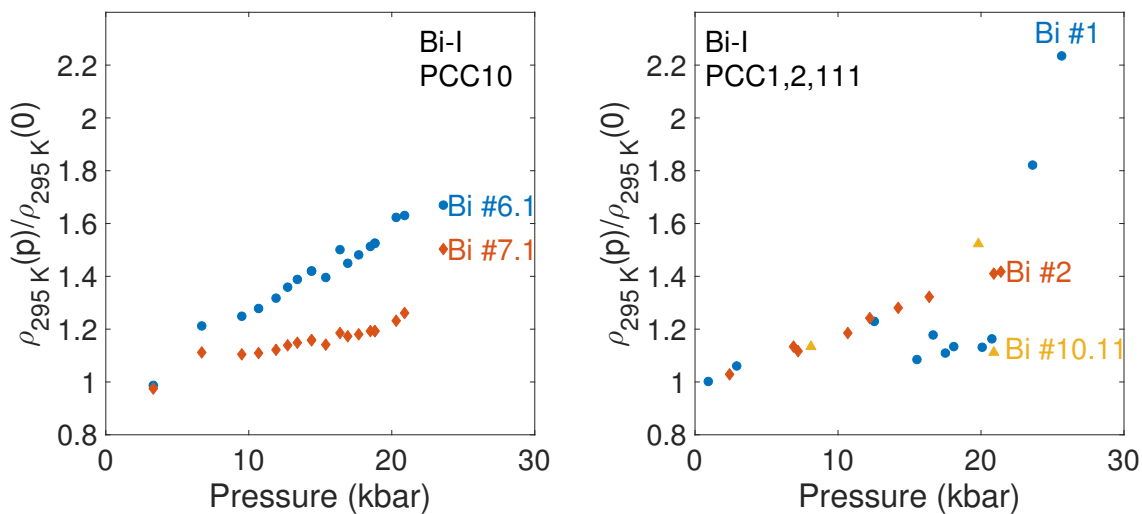 Bi-I
PCC10
Bi #6.1
Bi #7.1
ρ295 K(p)/ρ295 K(0)
2.2
2
1.8
1.6
1.4
1.2
1
0.8
0
10
20
30
Pressure (kbar)
Bi-I
PCC1,2,111
Bi #1
Bi #2
Bi #10.11
ρ295 K(p)/ρ295 K(0)
2.2
2
1.8
1.6
1.4
1.2
1
0.8
0
10
20
30
Pressure (kbar)